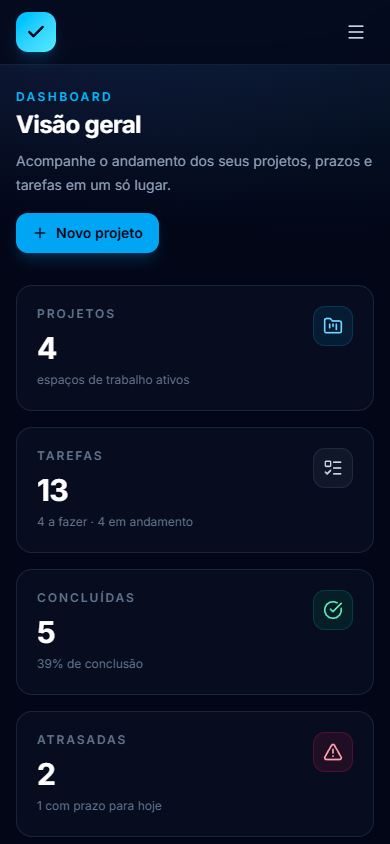 DASHBOARD
Visão geral
Acompanhe o andamento dos seus projetos, prazos e
tarefas em um só lugar.
Novo projeto
PROJETOS
4
espaços de trabalho ativos
TAREFAS
13
4 a fazer · 4 em andamento
CONCLUÍDAS
5
39% de conclusão
ATRASADAS
2
1 com prazo para hoje